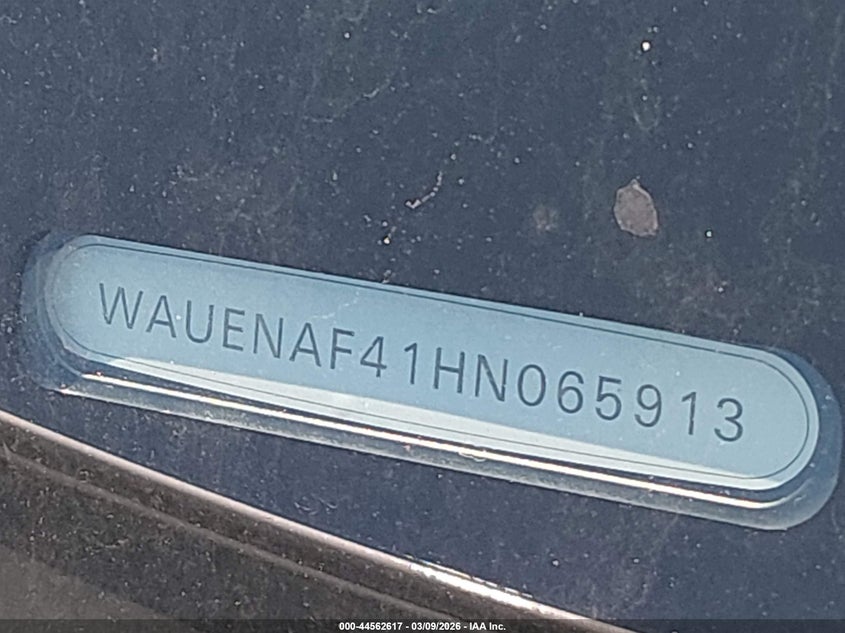 WAUENAF41HN065913
000-44562617 - 03/09/2026 - IAA Inc.